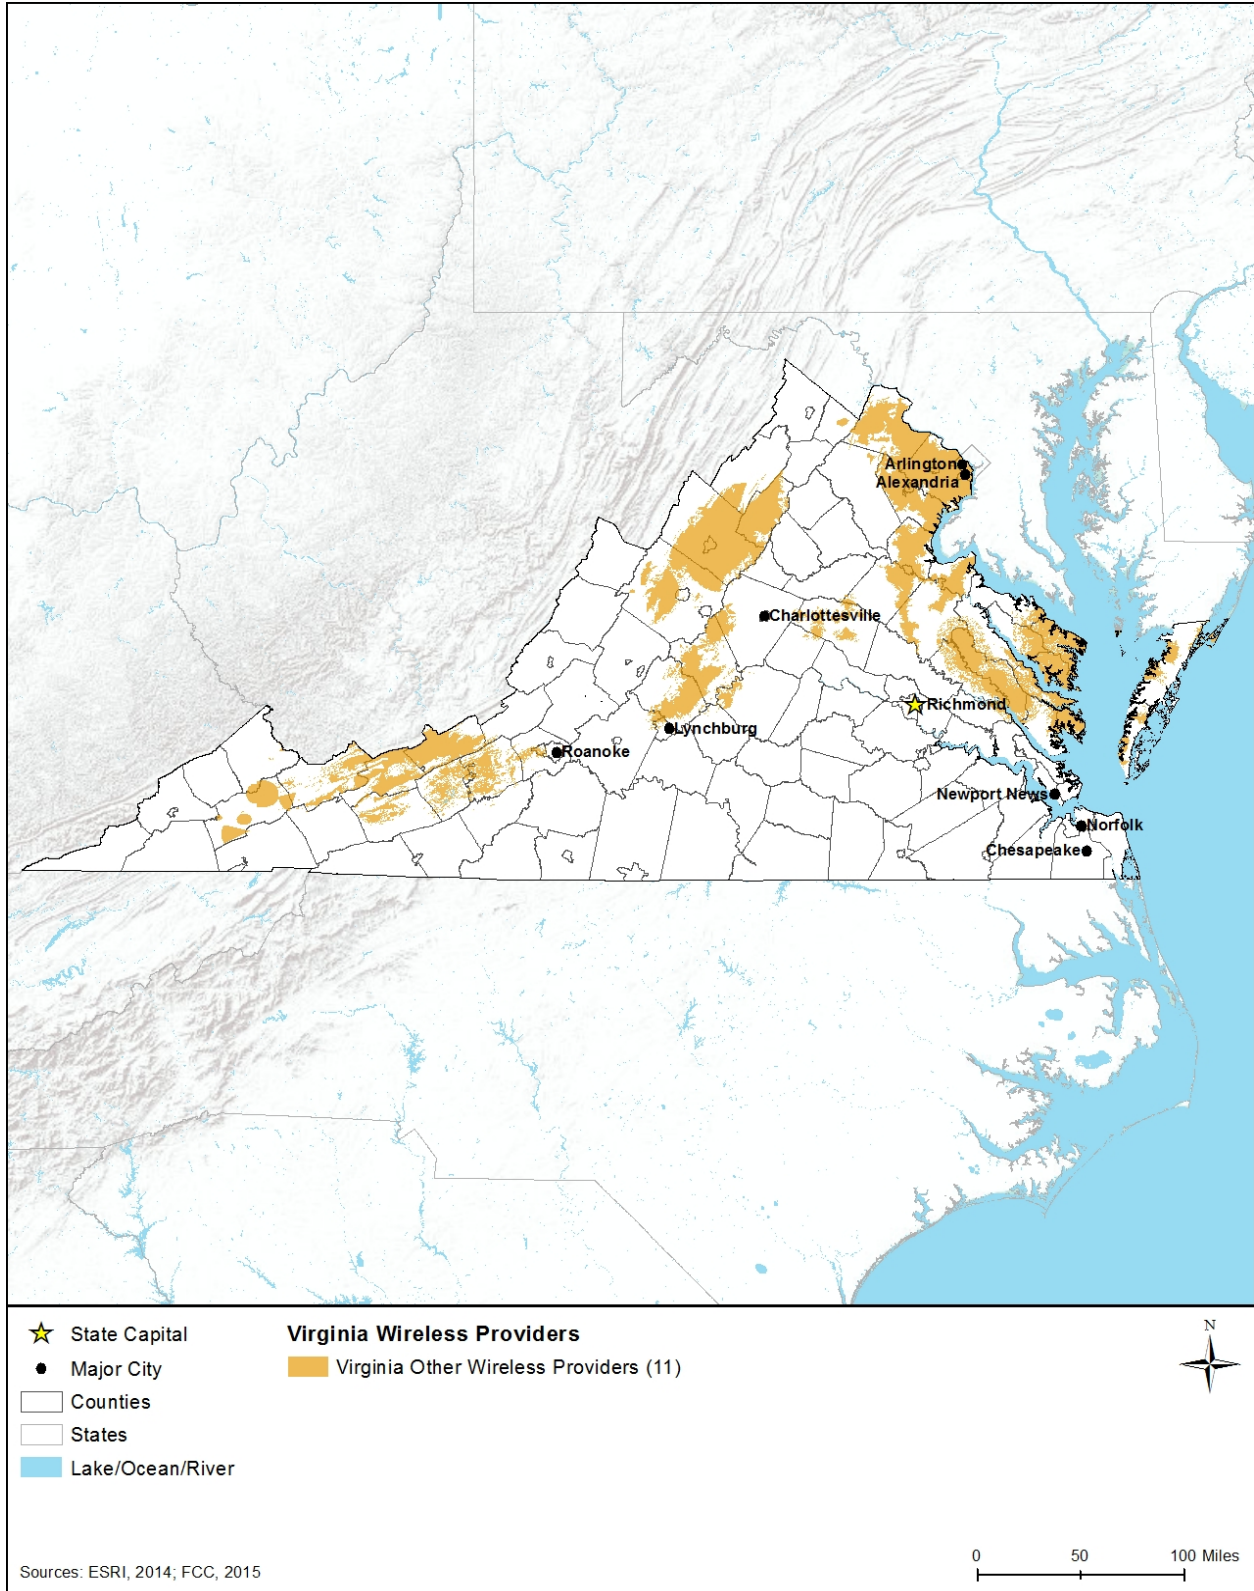 Arlington
Alexandria
Charlottesville
Richmond
Lynchburg
Roanoke
Newport News
Norfolk
Chesapeake
State Capital
Major City
Counties
States
Lake/Ocean/River
Virginia Wireless Providers
Virginia Other Wireless Providers (11)
N
Sources: ESRI, 2014; FCC, 2015
0 50 100 Miles